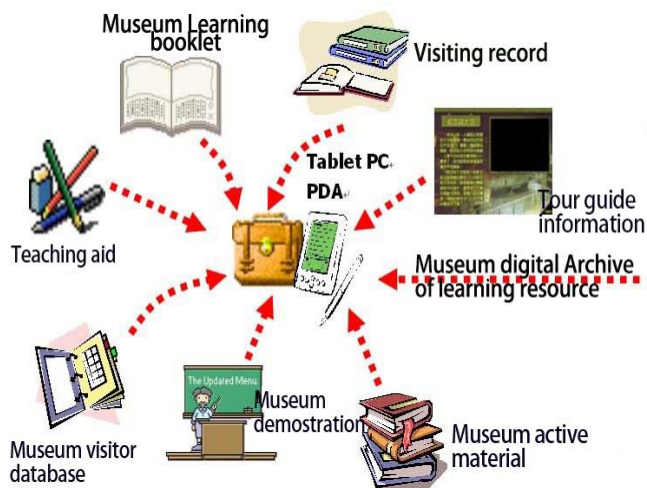 Museum Learning
booklet
Visiting record
Tablet PC
PDA
Tour guide
information
Teaching aid
Museum digital Archive
of learning resource
The Updated Menu.
Museum
demostration
Museum visitor
database
Museum active
material